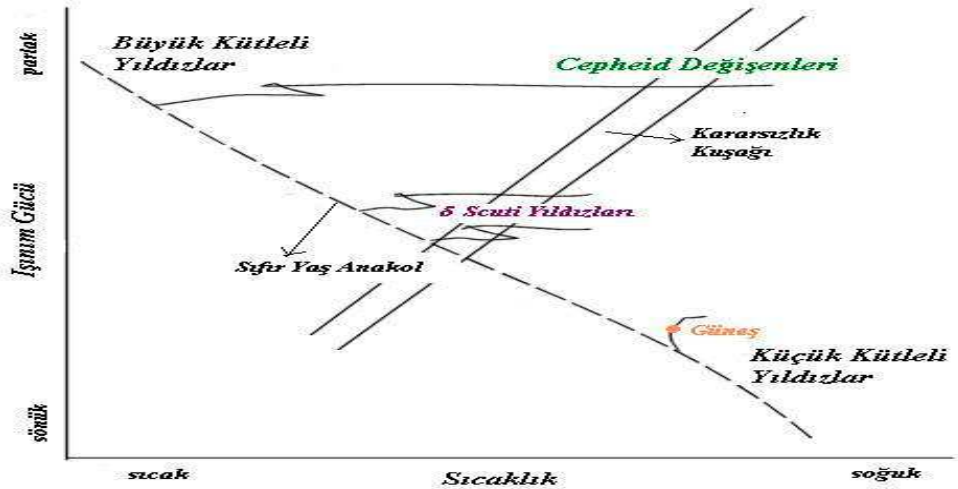 parlak
Büyük Kütleli
Yıldızlar
Cepheid Değişenleri
Kararsızlık
Kuşağı
Işınım Gücü
δ Scuti Yıldızları
Sıfır Yaş Anakol
Güneş
Küçük Kütleli
Yıldızlar
sönük
sıcak
Sıcaklık
soğuk